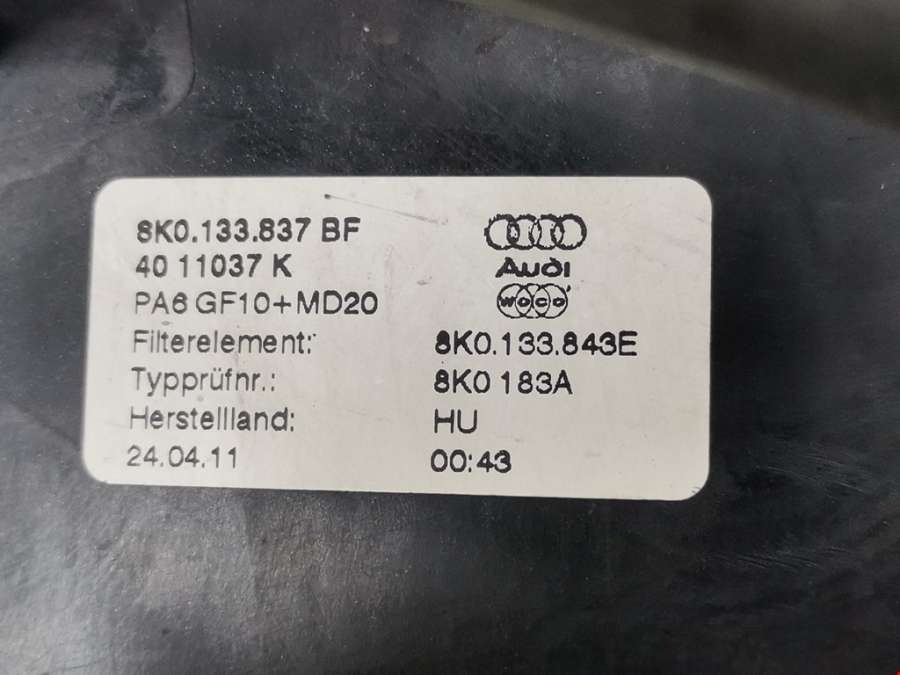 8K0.133.837 BF
40 11037 K
Audi
PA6 GF10+MD20
woco
Filterelement: 8K0.133.843E
Typprüfnr.: 8K0 183A
Herstellland: HU
24.04.11 00:43